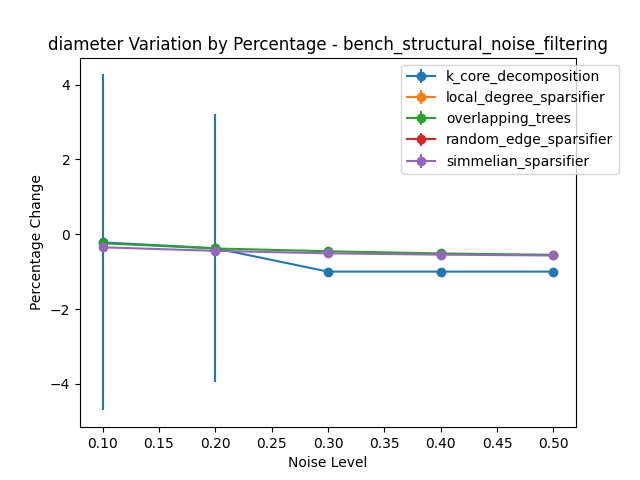 diameter Variation by Percentage - bench_structural_noise_filtering
k_core_decomposition
local_degree_sparsifier
overlapping_trees
random_edge_sparsifier
simmelian_sparsifier
Percentage Change
4
2
0
−2
−4
0.10 0.15 0.20 0.25 0.30 0.35 0.40 0.45 0.50
Noise Level